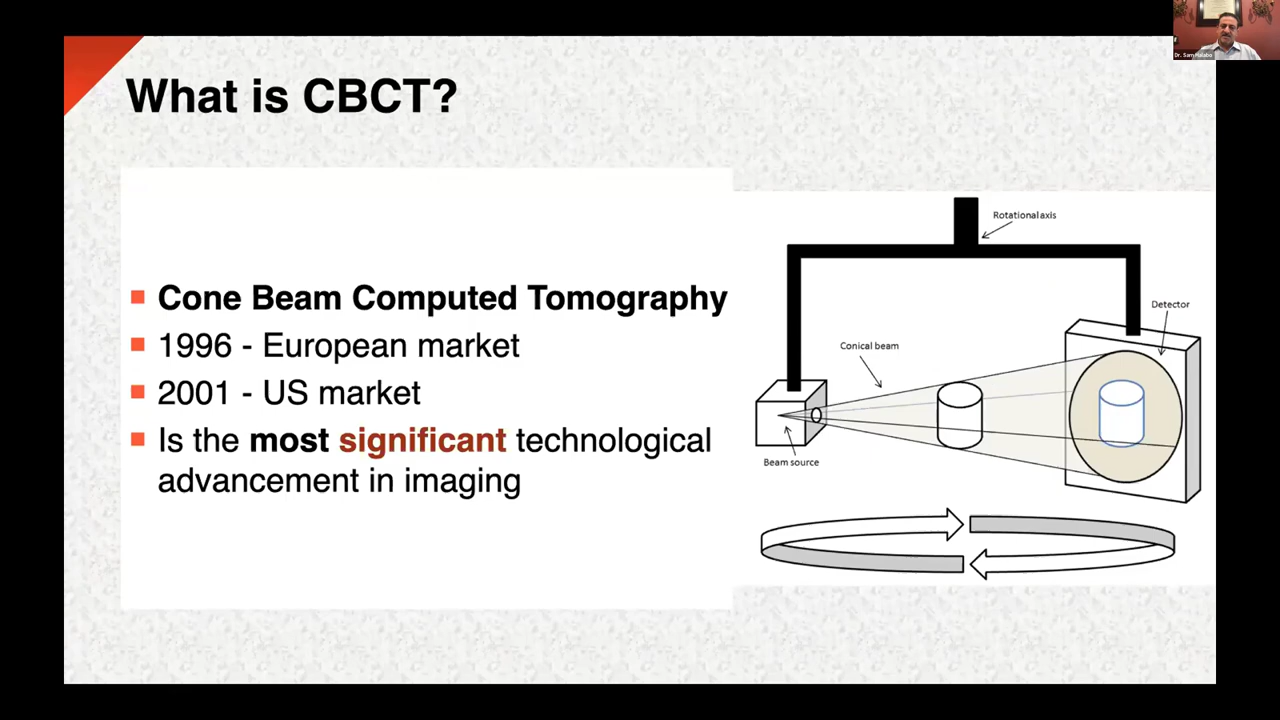 Dr. Sam Halabo
What is CBCT?
Cone Beam Computed Tomography
1996 - European market
2001 - US market
Is the most significant technological
advancement in imaging
Rotational axis
Detector
Conical beam
Beam source